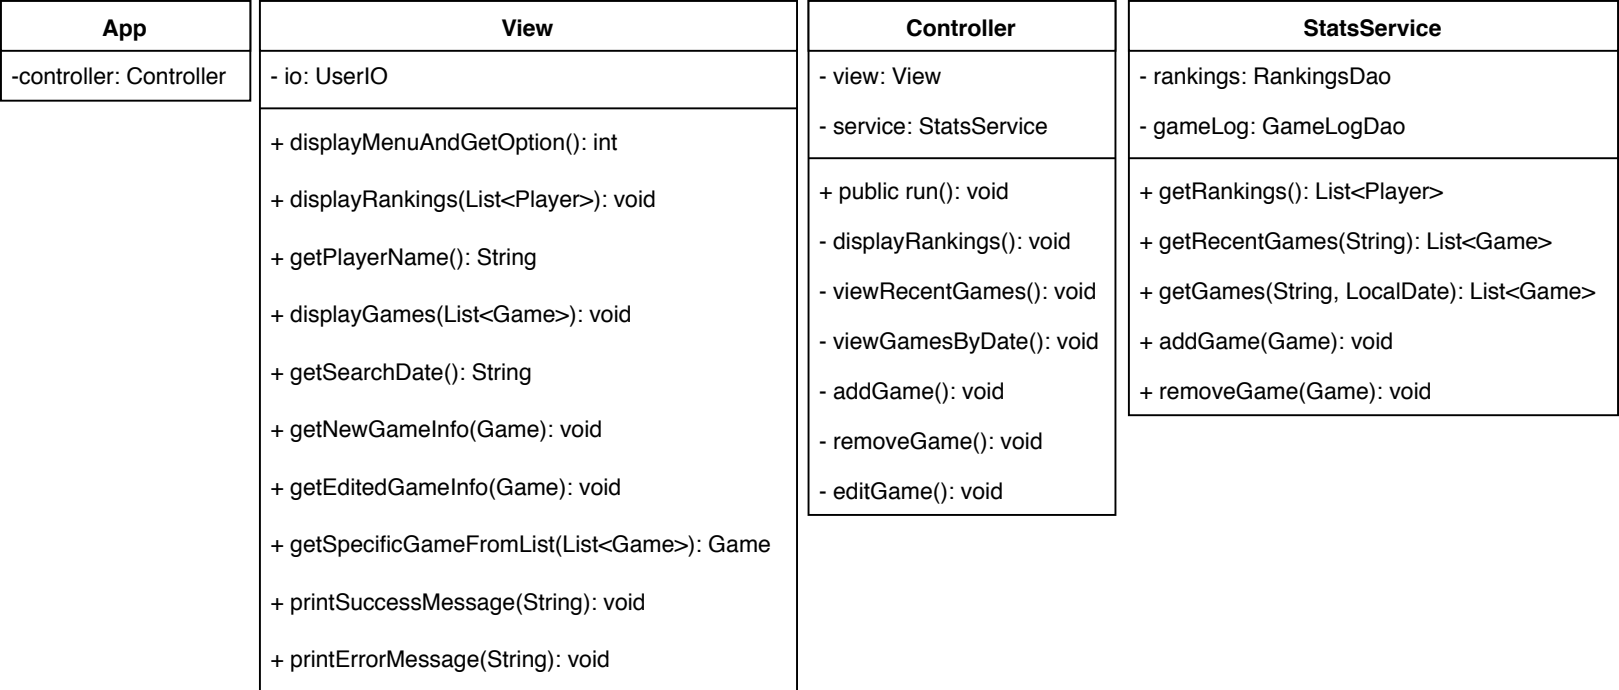 App
-controller: Controller
View
- io: UserIO
+ displayMenuAndGetOption(): int
+ displayRankings(List<Player>): void
+ getPlayerName(): String
+ displayGames(List<Game>): void
+ getSearchDate(): String
+ getNewGameInfo(Game): void
+ getEditedGameInfo(Game): void
+ getSpecificGameFromList(List<Game>): Game
+ printSuccessMessage(String): void
+ printErrorMessage(String): void
Controller
- view: View
- service: StatsService
+ public run(): void
- displayRankings(): void
- viewRecentGames(): void
- viewGamesByDate(): void
- addGame(): void
- removeGame(): void
- editGame(): void
StatsService
- rankings: RankingsDao
- gameLog: GameLogDao
+ getRankings(): List<Player>
+ getRecentGames(String): List<Game>
+ getGames(String, LocalDate): List<Game>
+ addGame(Game): void
+ removeGame(Game): void